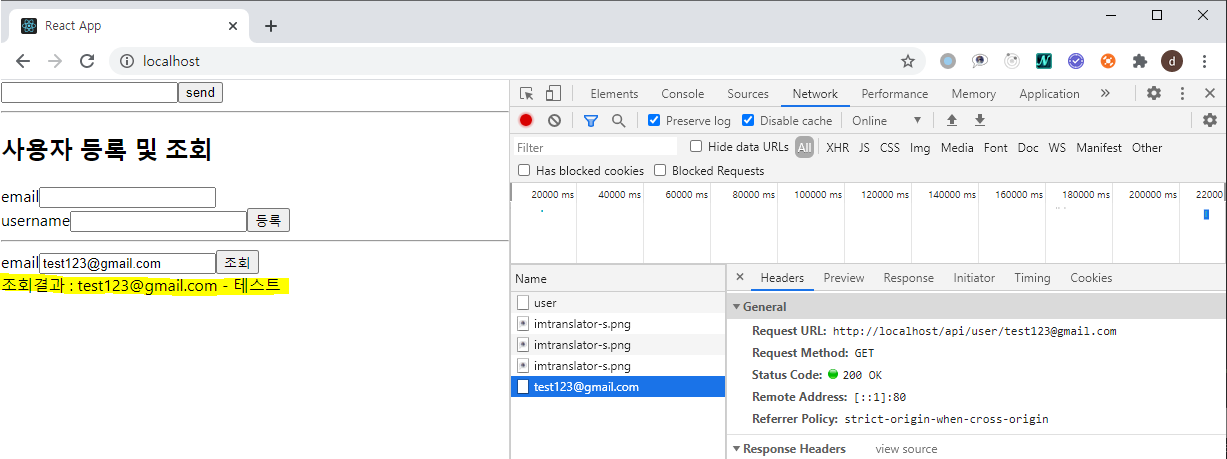 React App
localhost
d
send
사용자 등록 및 조회
email
username 등록
email test123@gmail.com 조회
조회결과 : test123@gmail.com - 테스트
Elements Console Sources Network Performance Memory Application »
Preserve log Disable cache Online
Filter Hide data URLs All XHR JS CSS Img Media Font Doc WS Manifest Other
Has blocked cookies Blocked Requests
20000 ms 40000 ms 60000 ms 80000 ms 100000 ms 120000 ms 140000 ms 160000 ms 180000 ms 200000 ms 22000
Name
user
imtranslator-s.png
imtranslator-s.png
imtranslator-s.png
test123@gmail.com
Headers Preview Response Initiator Timing Cookies
General
Request URL: http://localhost/api/user/test123@gmail.com
Request Method: GET
Status Code: 200 OK
Remote Address: [::1]:80
Referrer Policy: strict-origin-when-cross-origin
Response Headers view source